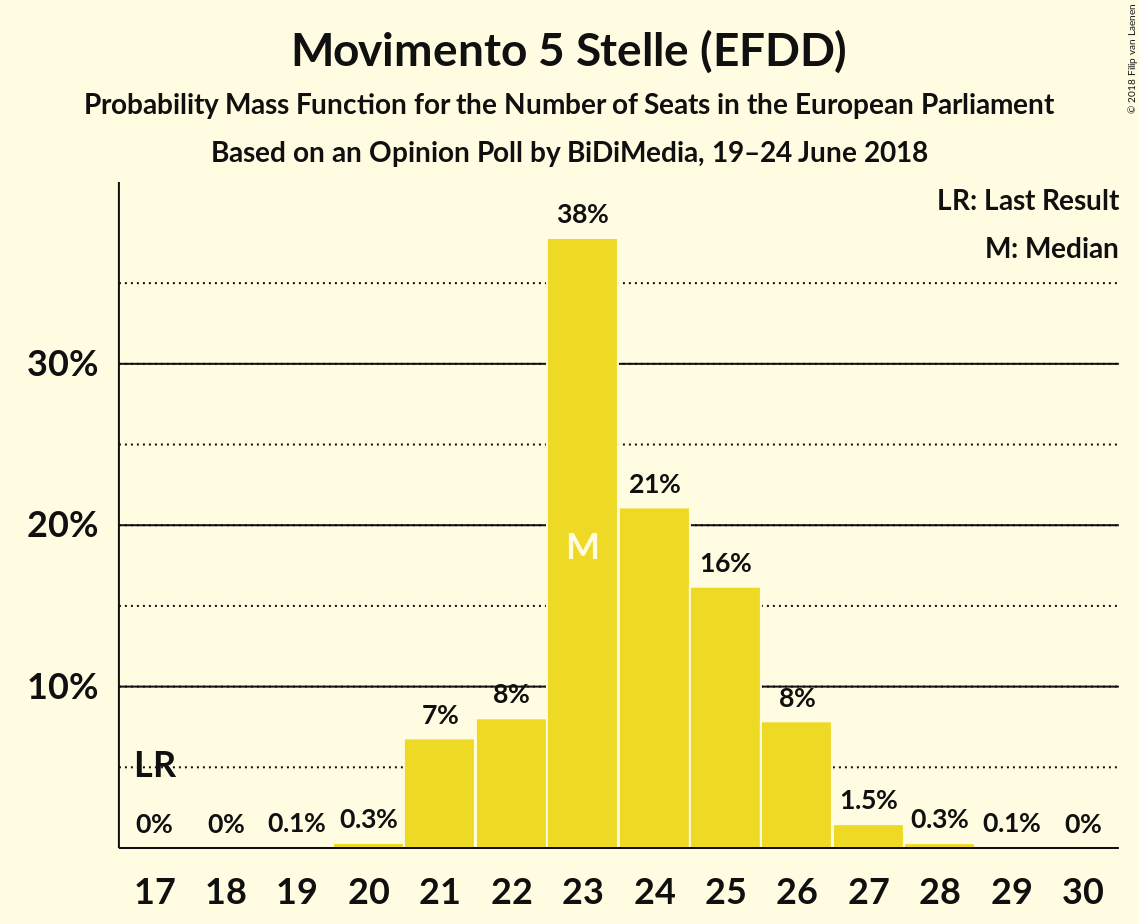 Movimento 5 Stelle (EFDD)
Probability Mass Function for the Number of Seats in the European Parliament
Based on an Opinion Poll by BiDiMedia, 19–24 June 2018
© 2018 Filip van Laenen
LR: Last Result
M: Median
38%
30%
21%
20%
M
16%
10%
8%
8%
7%
LR
1.5%
0% 0% 0.1% 0.3% 0.3% 0.1% 0%
17 18 19 20 21 22 23 24 25 26 27 28 29 30